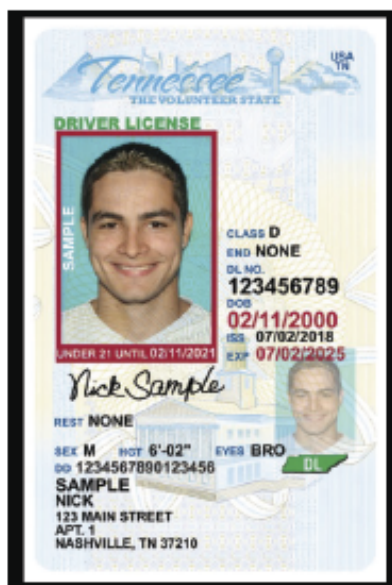 Tennessee
USA
TN
THE VOLUNTEER STATE
DRIVER LICENSE
SAMPLE
CLASS D
END NONE
DL NO.
123456789
DOB
02/11/2000
ISS 07/02/2018
EXP 07/02/2025
UNDER 21 UNTIL 02/11/2021
Nick Sample
REST NONE
SEX M HGT 6'-02" EYES BRO
DD 1234567890123456
DL
SAMPLE
NICK
123 MAIN STREET
APT. 1
NASHVILLE, TN 37210